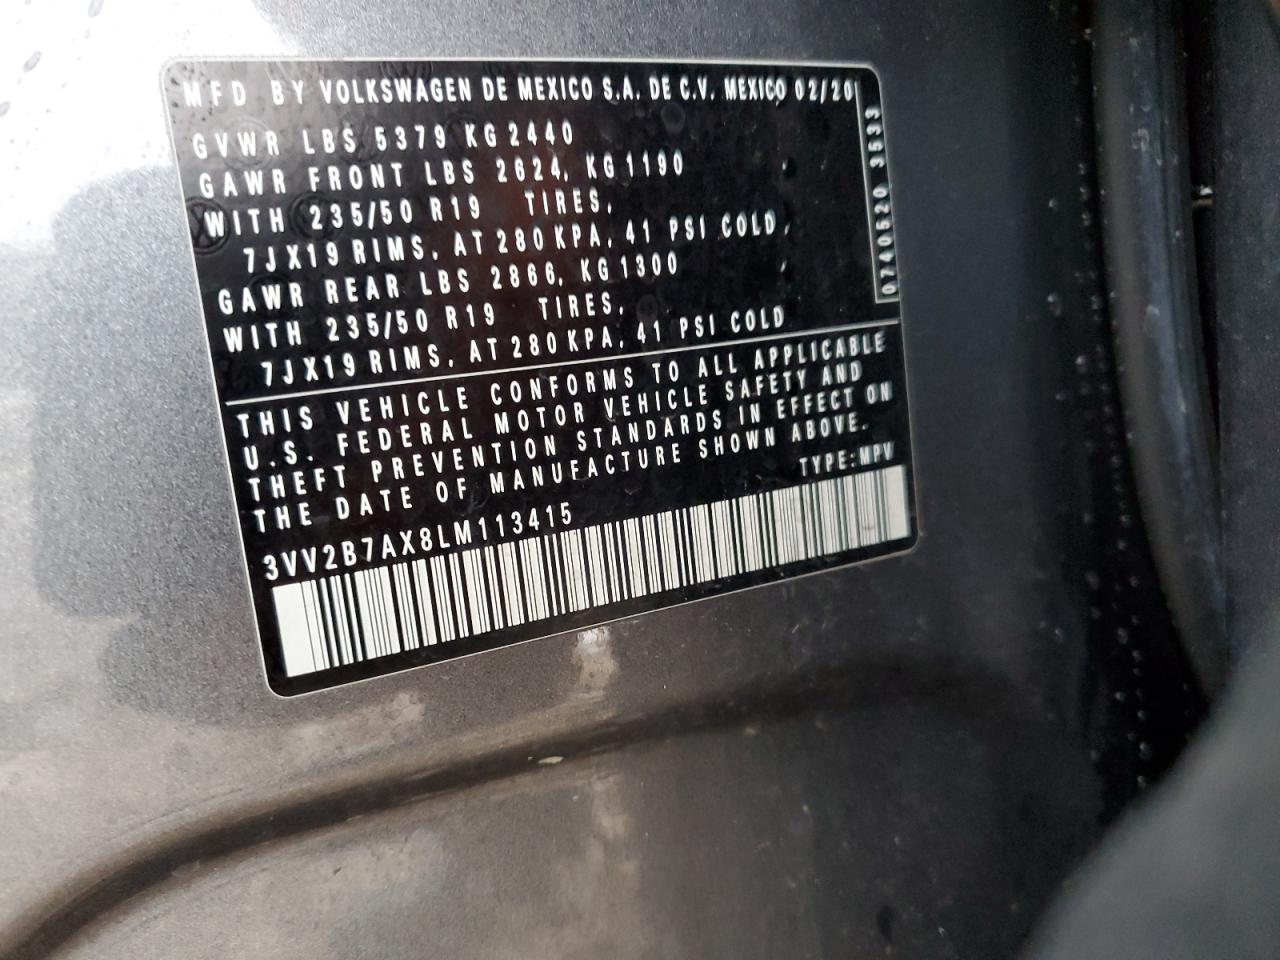 MFD BY VOLKSWAGEN DE MEXICO S.A. DE C.V. MEXICO 02/20
GVWR LBS 5379 KG 2440
GAWR FRONT LBS 2624, KG 1190
WITH 235/50 R19 TIRES,
7JX19 RIMS, AT 280 KPA, 41 PSI COLD,
GAWR REAR LBS 2866, KG 1300
WITH 235/50 R19 TIRES,
7JX19 RIMS, AT 280 KPA, 41 PSI COLD
0740520 3633
THIS VEHICLE CONFORMS TO ALL APPLICABLE
U.S. FEDERAL MOTOR VEHICLE SAFETY AND
THEFT PREVENTION STANDARDS IN EFFECT ON
THE DATE OF MANUFACTURE SHOWN ABOVE.
TYPE:MPV
3VV2B7AX8LM113415